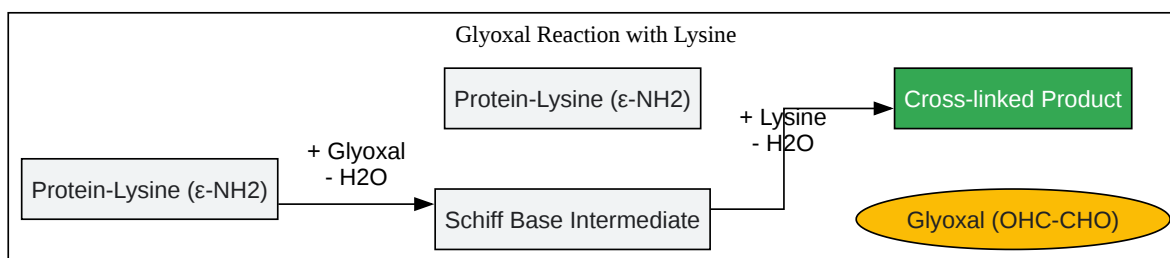 Glyoxal Reaction with Lysine
Protein-Lysine (ε-NH2)
+ Glyoxal
- H2O
Schiff Base Intermediate
Protein-Lysine (ε-NH2)
+ Lysine
- H2O
Cross-linked Product
Glyoxal (OHC-CHO)